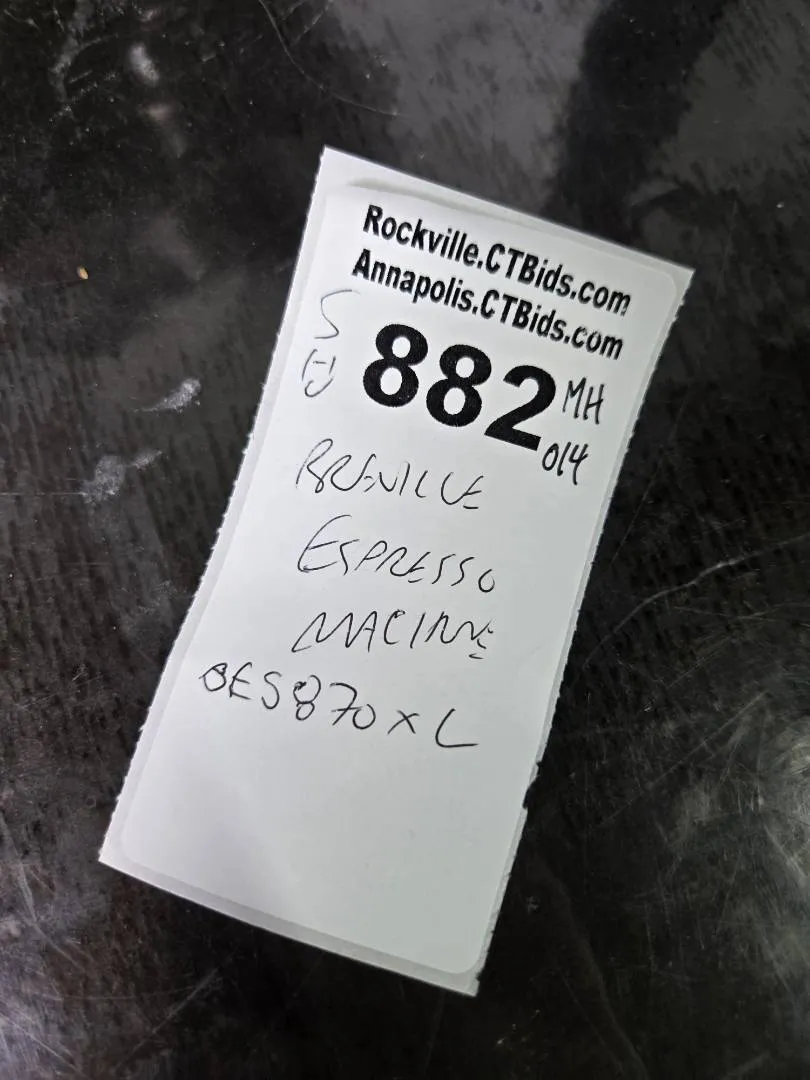 Rockville.CTBids.com
Annapolis.CTBids.com
S
882 MH
014
BREVILLE
ESPRESSO
MACINE
BES870XL